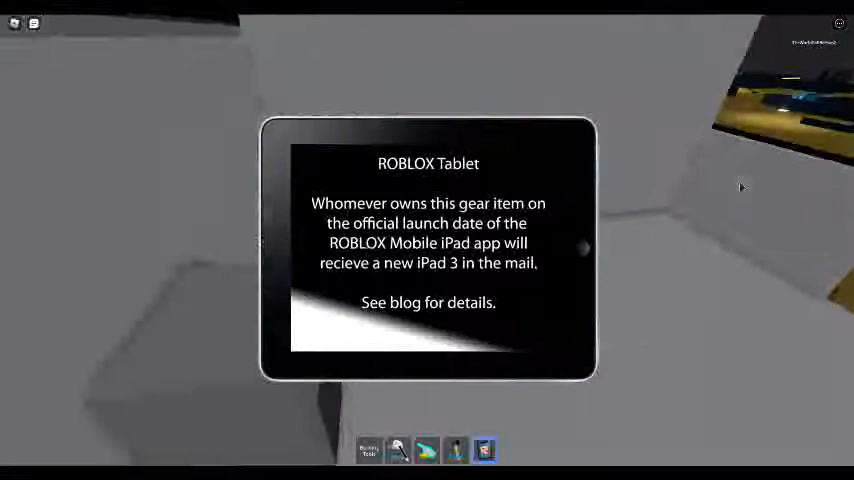 ROBLOX Tablet
Whomever owns this gear item on
the official launch date of the
ROBLOX Mobile iPad app will
recieve a new iPad 3 in the mail.
See blog for details.
Tools